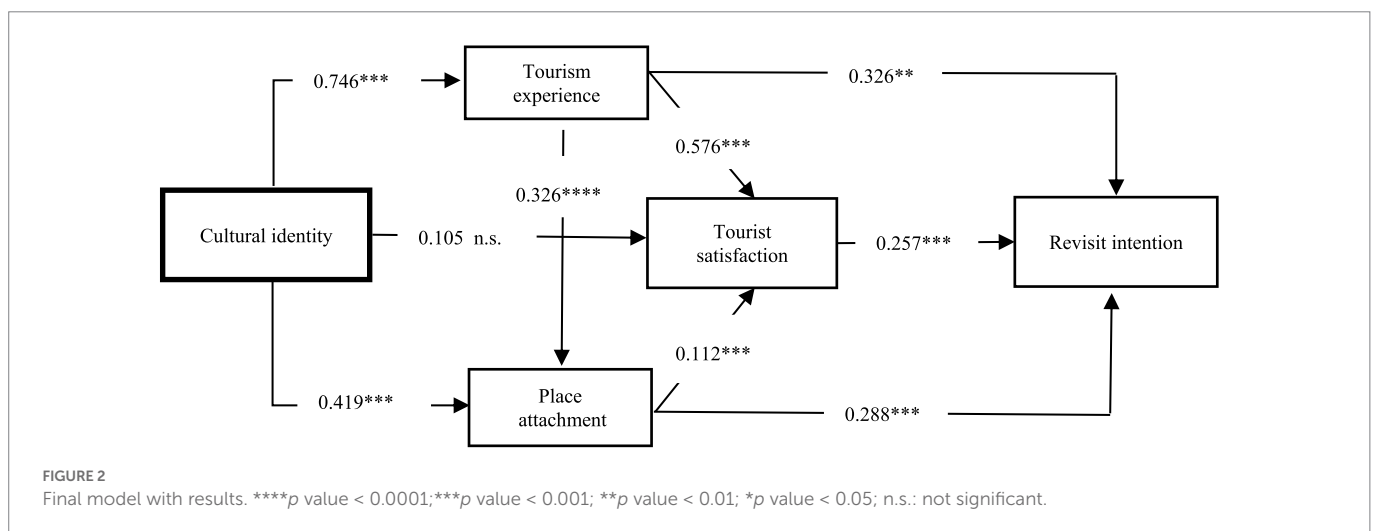 Tourism
experience
0.746***
0.326**
0.576***
0.326****
Cultural identity
0.105 n.s.
Tourist
satisfaction
0.257***
Revisit intention
0.112***
0.419***
Place
attachment
0.288***
FIGURE 2
Final model with results. ****p value < 0.0001;***p value < 0.001; **p value < 0.01; *p value < 0.05; n.s.: not significant.